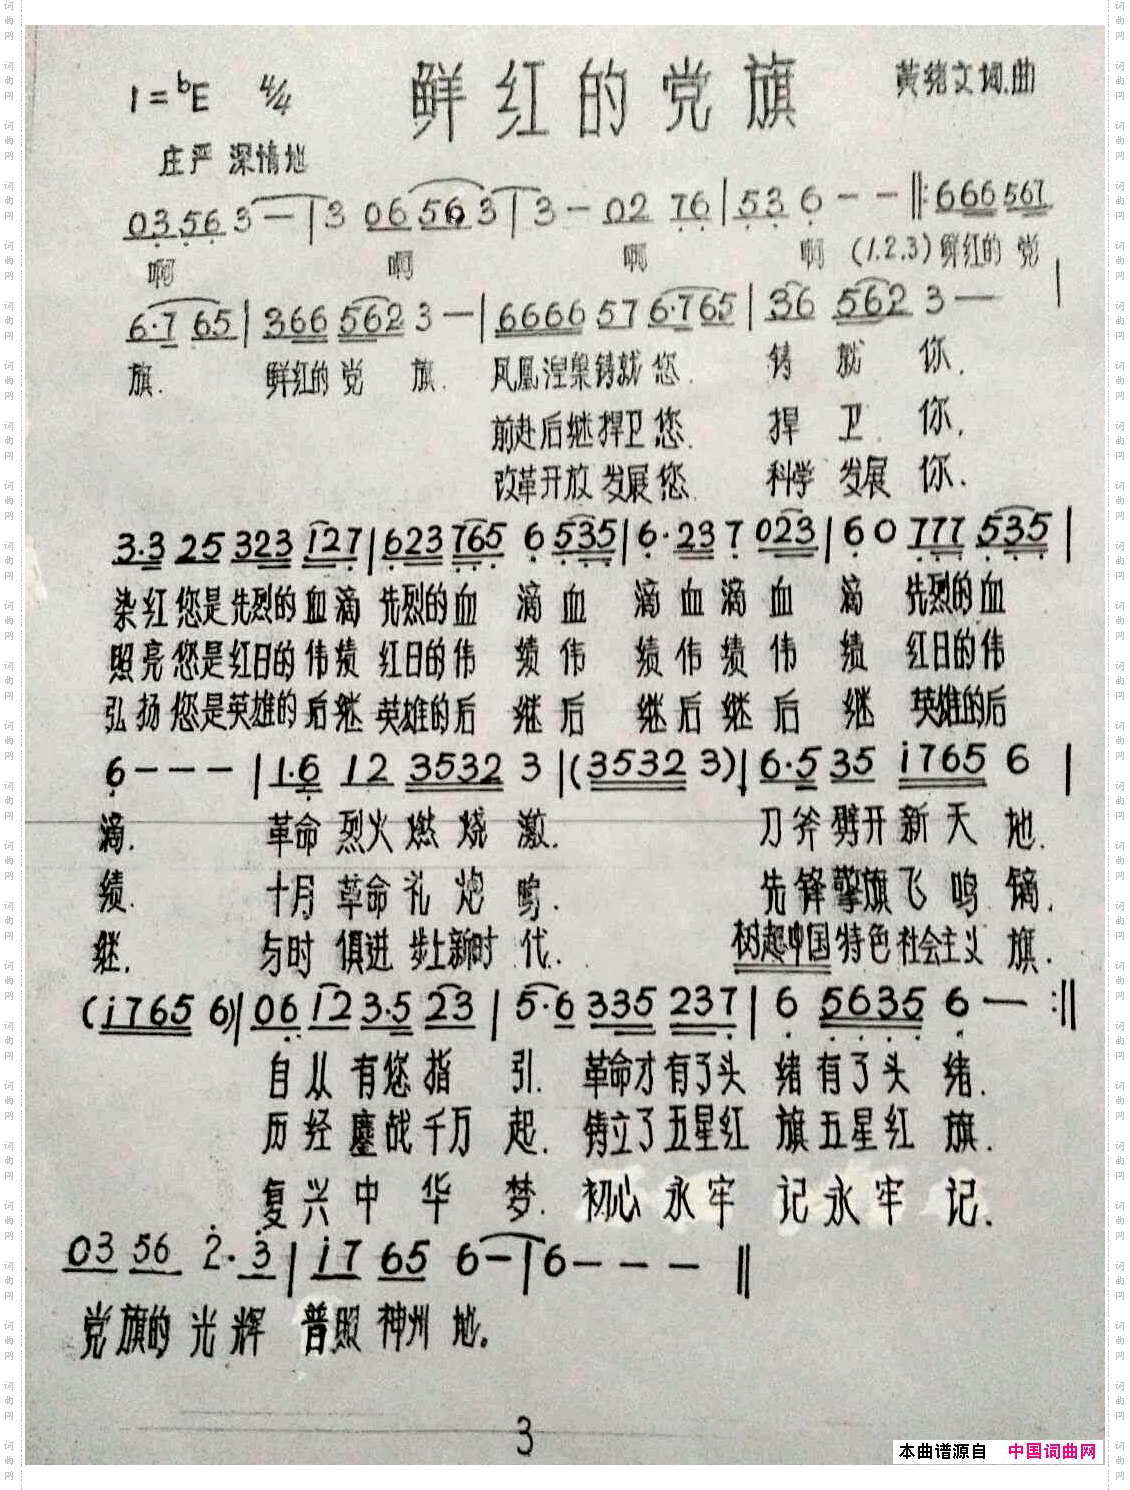 鲜红的党旗
1=bE 4/4
黄绪文词.曲
庄严 深情地
03 56 3 — | 3 06 56 3 | 3 — 02 76 | 53 6 — — ‖: 666 567
啊 啊 啊 啊 (1.2.3)鲜红的 党
6·7 65 | 366 562 3 — | 6666 57 6·765 | 36 562 3 — |
旗. 鲜红的 党 旗. 凤凰涅槃铸就您. 铸 就 你.
前赴后继捍卫您. 捍 卫 你.
改革开放发展您. 科学 发展 你.
3·3 25 323 127 | 623 765 6 535 | 6·23 7 023 | 6 0 777 535 |
染红您是先烈的血滴 先烈的血 滴 血 滴 血 滴 血 滴 先烈的血
照亮您是红日的伟绩 红日的伟 绩 伟 绩 伟 绩 伟 绩 红日的伟
弘扬您是英雄的后继 英雄的后 继 后 继 后 继 后 继 英雄的后
6 — — — | 1·6 12 3532 3 | (3532 3) | 6·5 35 i765 6 |
滴. 革命 烈火 燃 烧 激. 刀斧劈开新天地.
绩. 十月 革命 礼 炮 鸣. 先锋擎旗飞鸣镝.
继. 与时 俱进 步上新时代. 树起中国特色社会主义旗.
(i765 6) | 06 12 3·5 23 | 5·6 335 237 | 6 5635 6 — :‖
自从有您指引. 革命才有了头绪有了头绪.
历经鏖战千万起. 铸立了五星红旗五星红旗.
复兴中华梦. 初心永牢记永牢记.
03 56 2·3 | i7 65 6 — | 6 — — — ‖
党旗的光辉 普照神州地.
3
本曲谱源自 中国词曲网